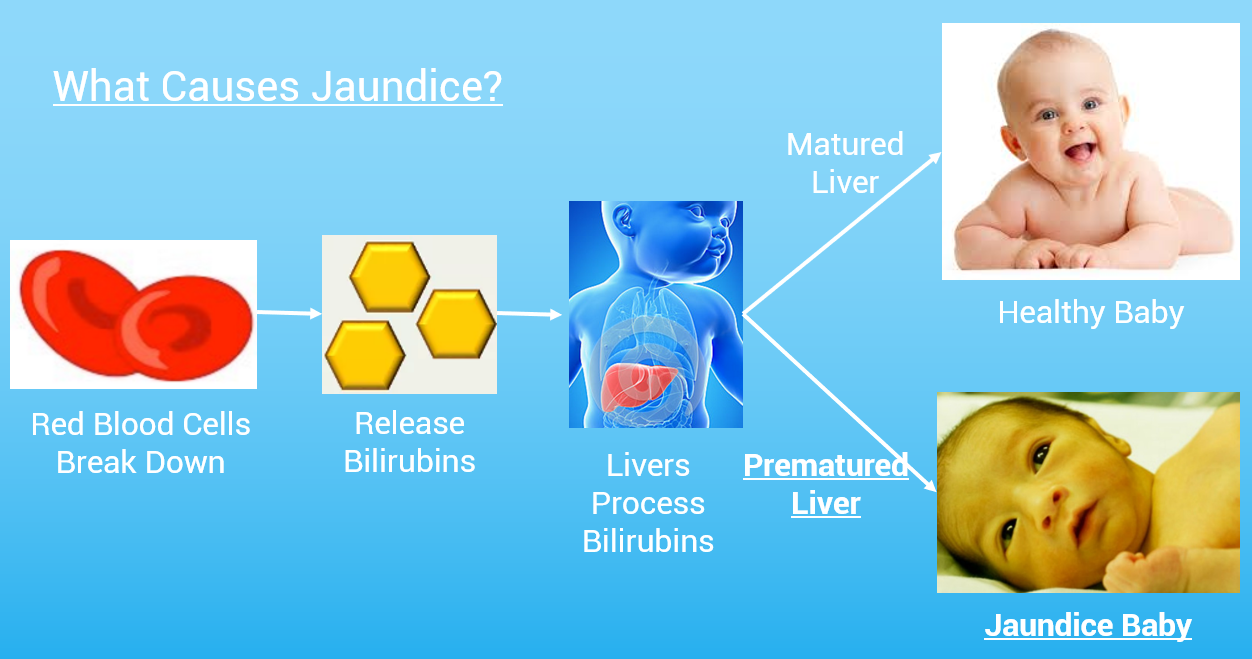 What Causes Jaundice?
Matured
Liver
Healthy Baby
Red Blood Cells
Break Down
Release
Bilirubins
Livers
Process
Bilirubins
Prematured
Liver
Jaundice Baby